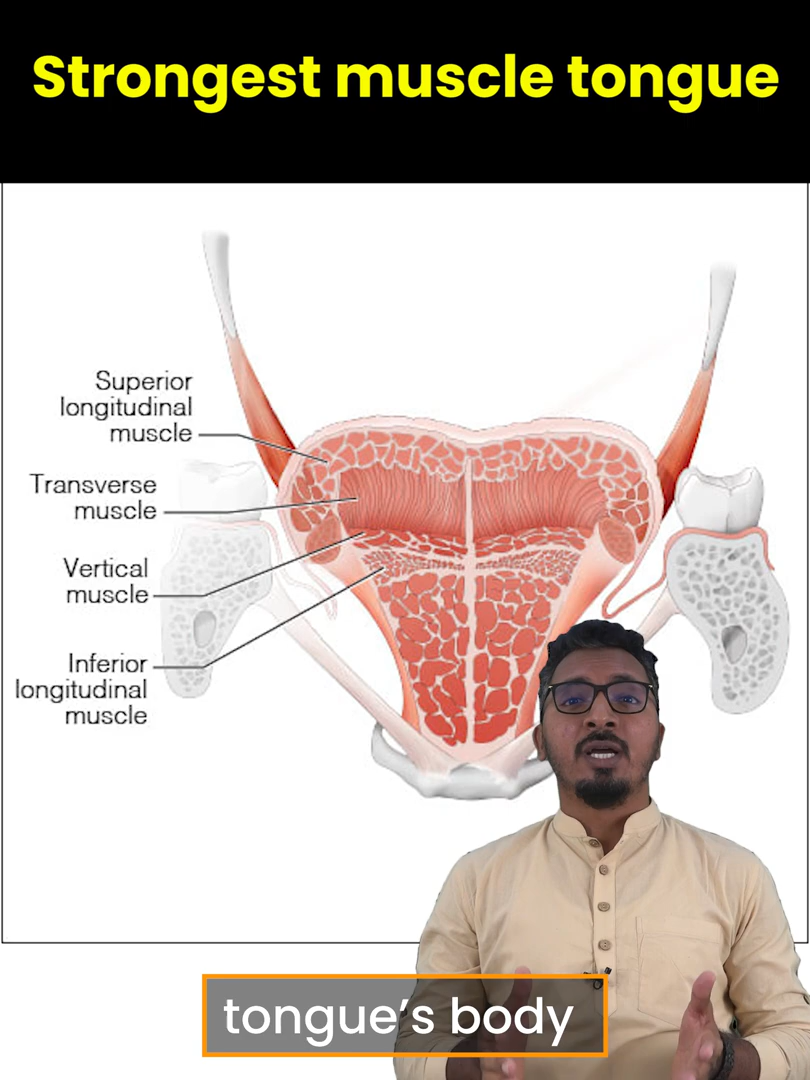 Strongest muscle tongue
Superior
longitudinal
muscle
Transverse
muscle
Vertical
muscle
Inferior
longitudinal
muscle
tongue’s body